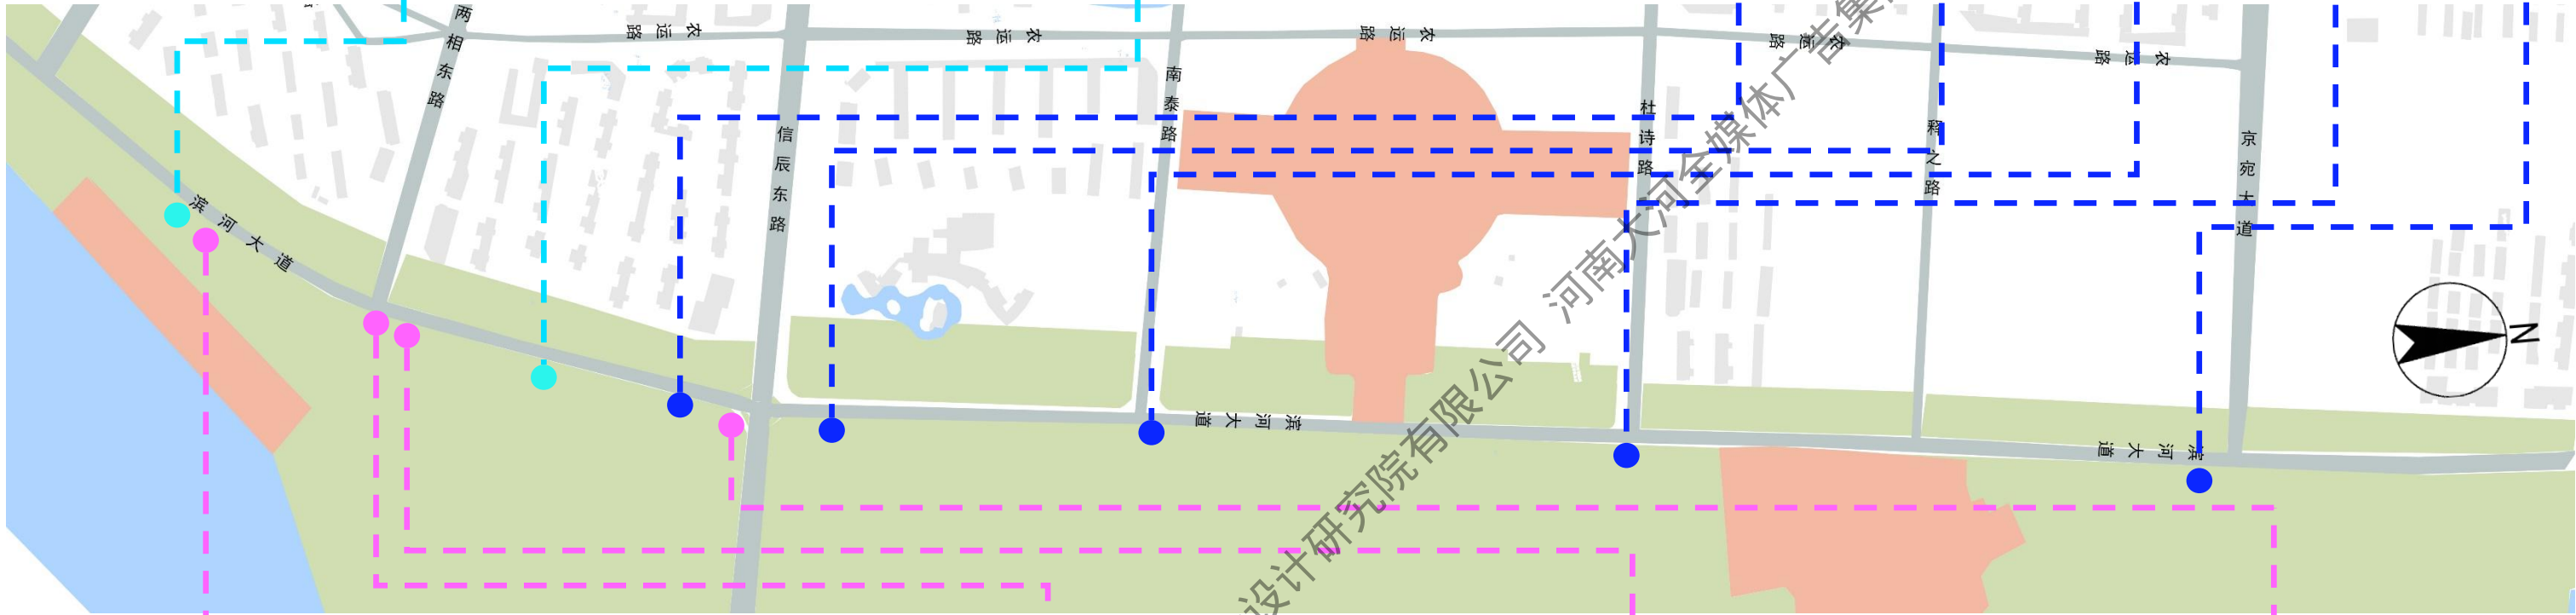 两相东路
农运路
农运路
农运路
农运路
农运路
南泰路
信辰东路
杜诗路
释之路
京宛大道
滨河大道
滨河大道
滨河大道
N
设计研究院有限公司 河南大河全媒体广告集